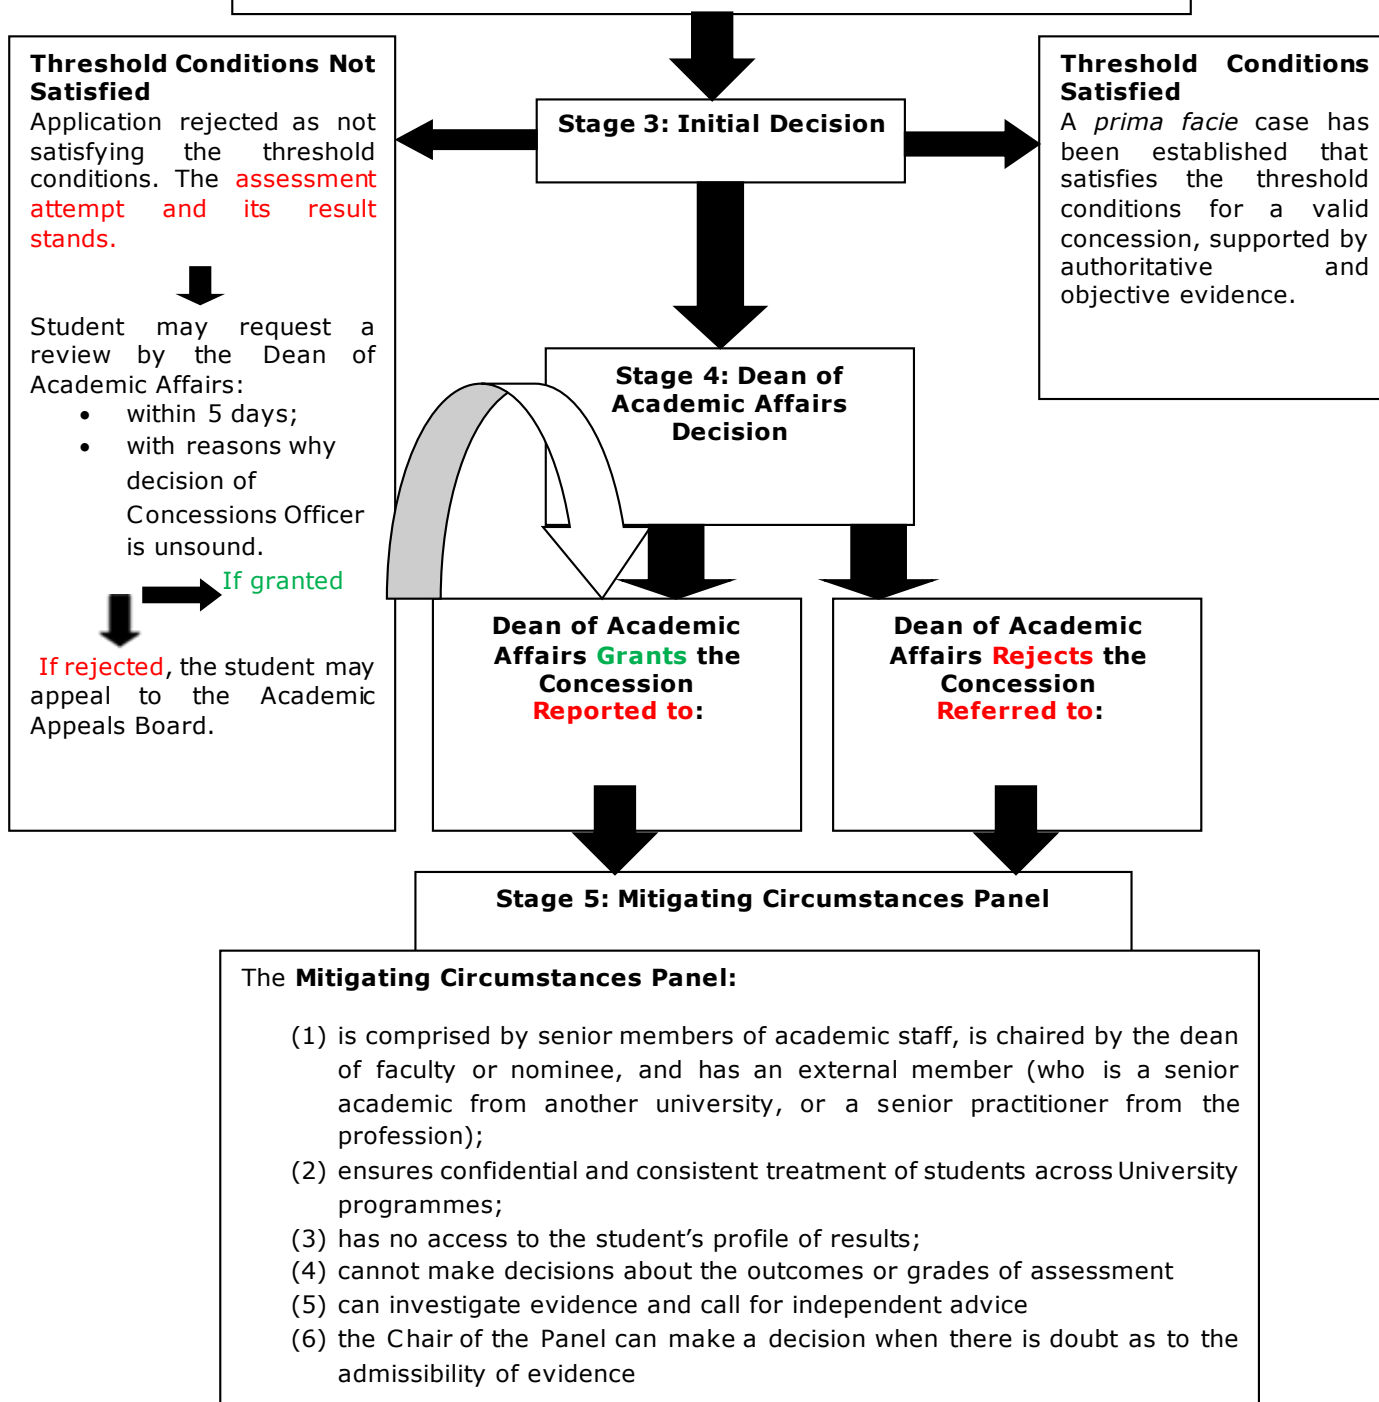 Threshold Conditions Not
Satisfied
Application rejected as not
satisfying the threshold
conditions. The assessment
attempt and its result
stands.
Student may request a
review by the Dean of
Academic Affairs:
• within 5 days;
• with reasons why
decision of
Concessions Officer
is unsound.
If granted
If rejected, the student may
appeal to the Academic
Appeals Board.
Stage 3: Initial Decision
Threshold Conditions
Satisfied
A prima facie case has
been established that
satisfies the threshold
conditions for a valid
concession, supported by
authoritative and
objective evidence.
Stage 4: Dean of
Academic Affairs
Decision
Dean of Academic
Affairs Grants the
Concession
Reported to:
Dean of Academic
Affairs Rejects the
Concession
Referred to:
Stage 5: Mitigating Circumstances Panel
The Mitigating Circumstances Panel:
(1) is comprised by senior members of academic staff, is chaired by the dean
of faculty or nominee, and has an external member (who is a senior
academic from another university, or a senior practitioner from the
profession);
(2) ensures confidential and consistent treatment of students across University
programmes;
(3) has no access to the student’s profile of results;
(4) cannot make decisions about the outcomes or grades of assessment
(5) can investigate evidence and call for independent advice
(6) the Chair of the Panel can make a decision when there is doubt as to the
admissibility of evidence